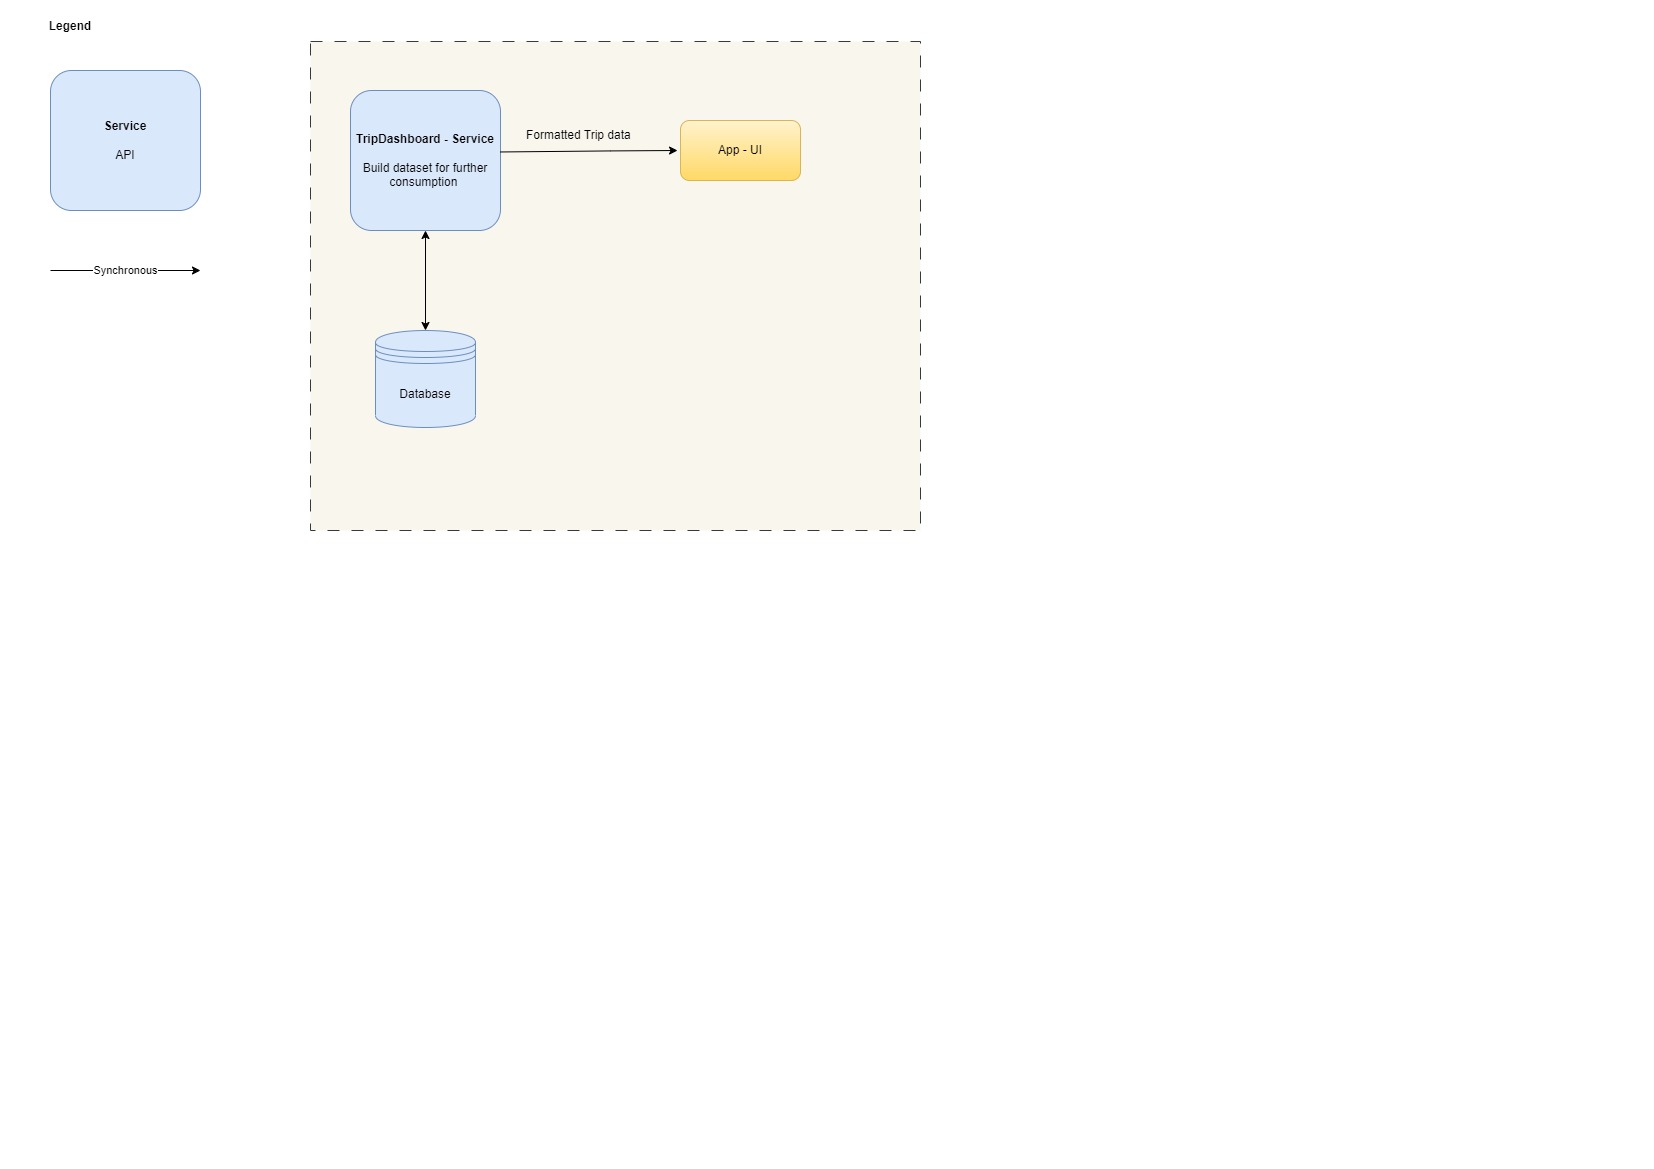 Legend
Service
API
Synchronous
TripDashboard - Service
Build dataset for further
consumption
Formatted Trip data
App - UI
Database